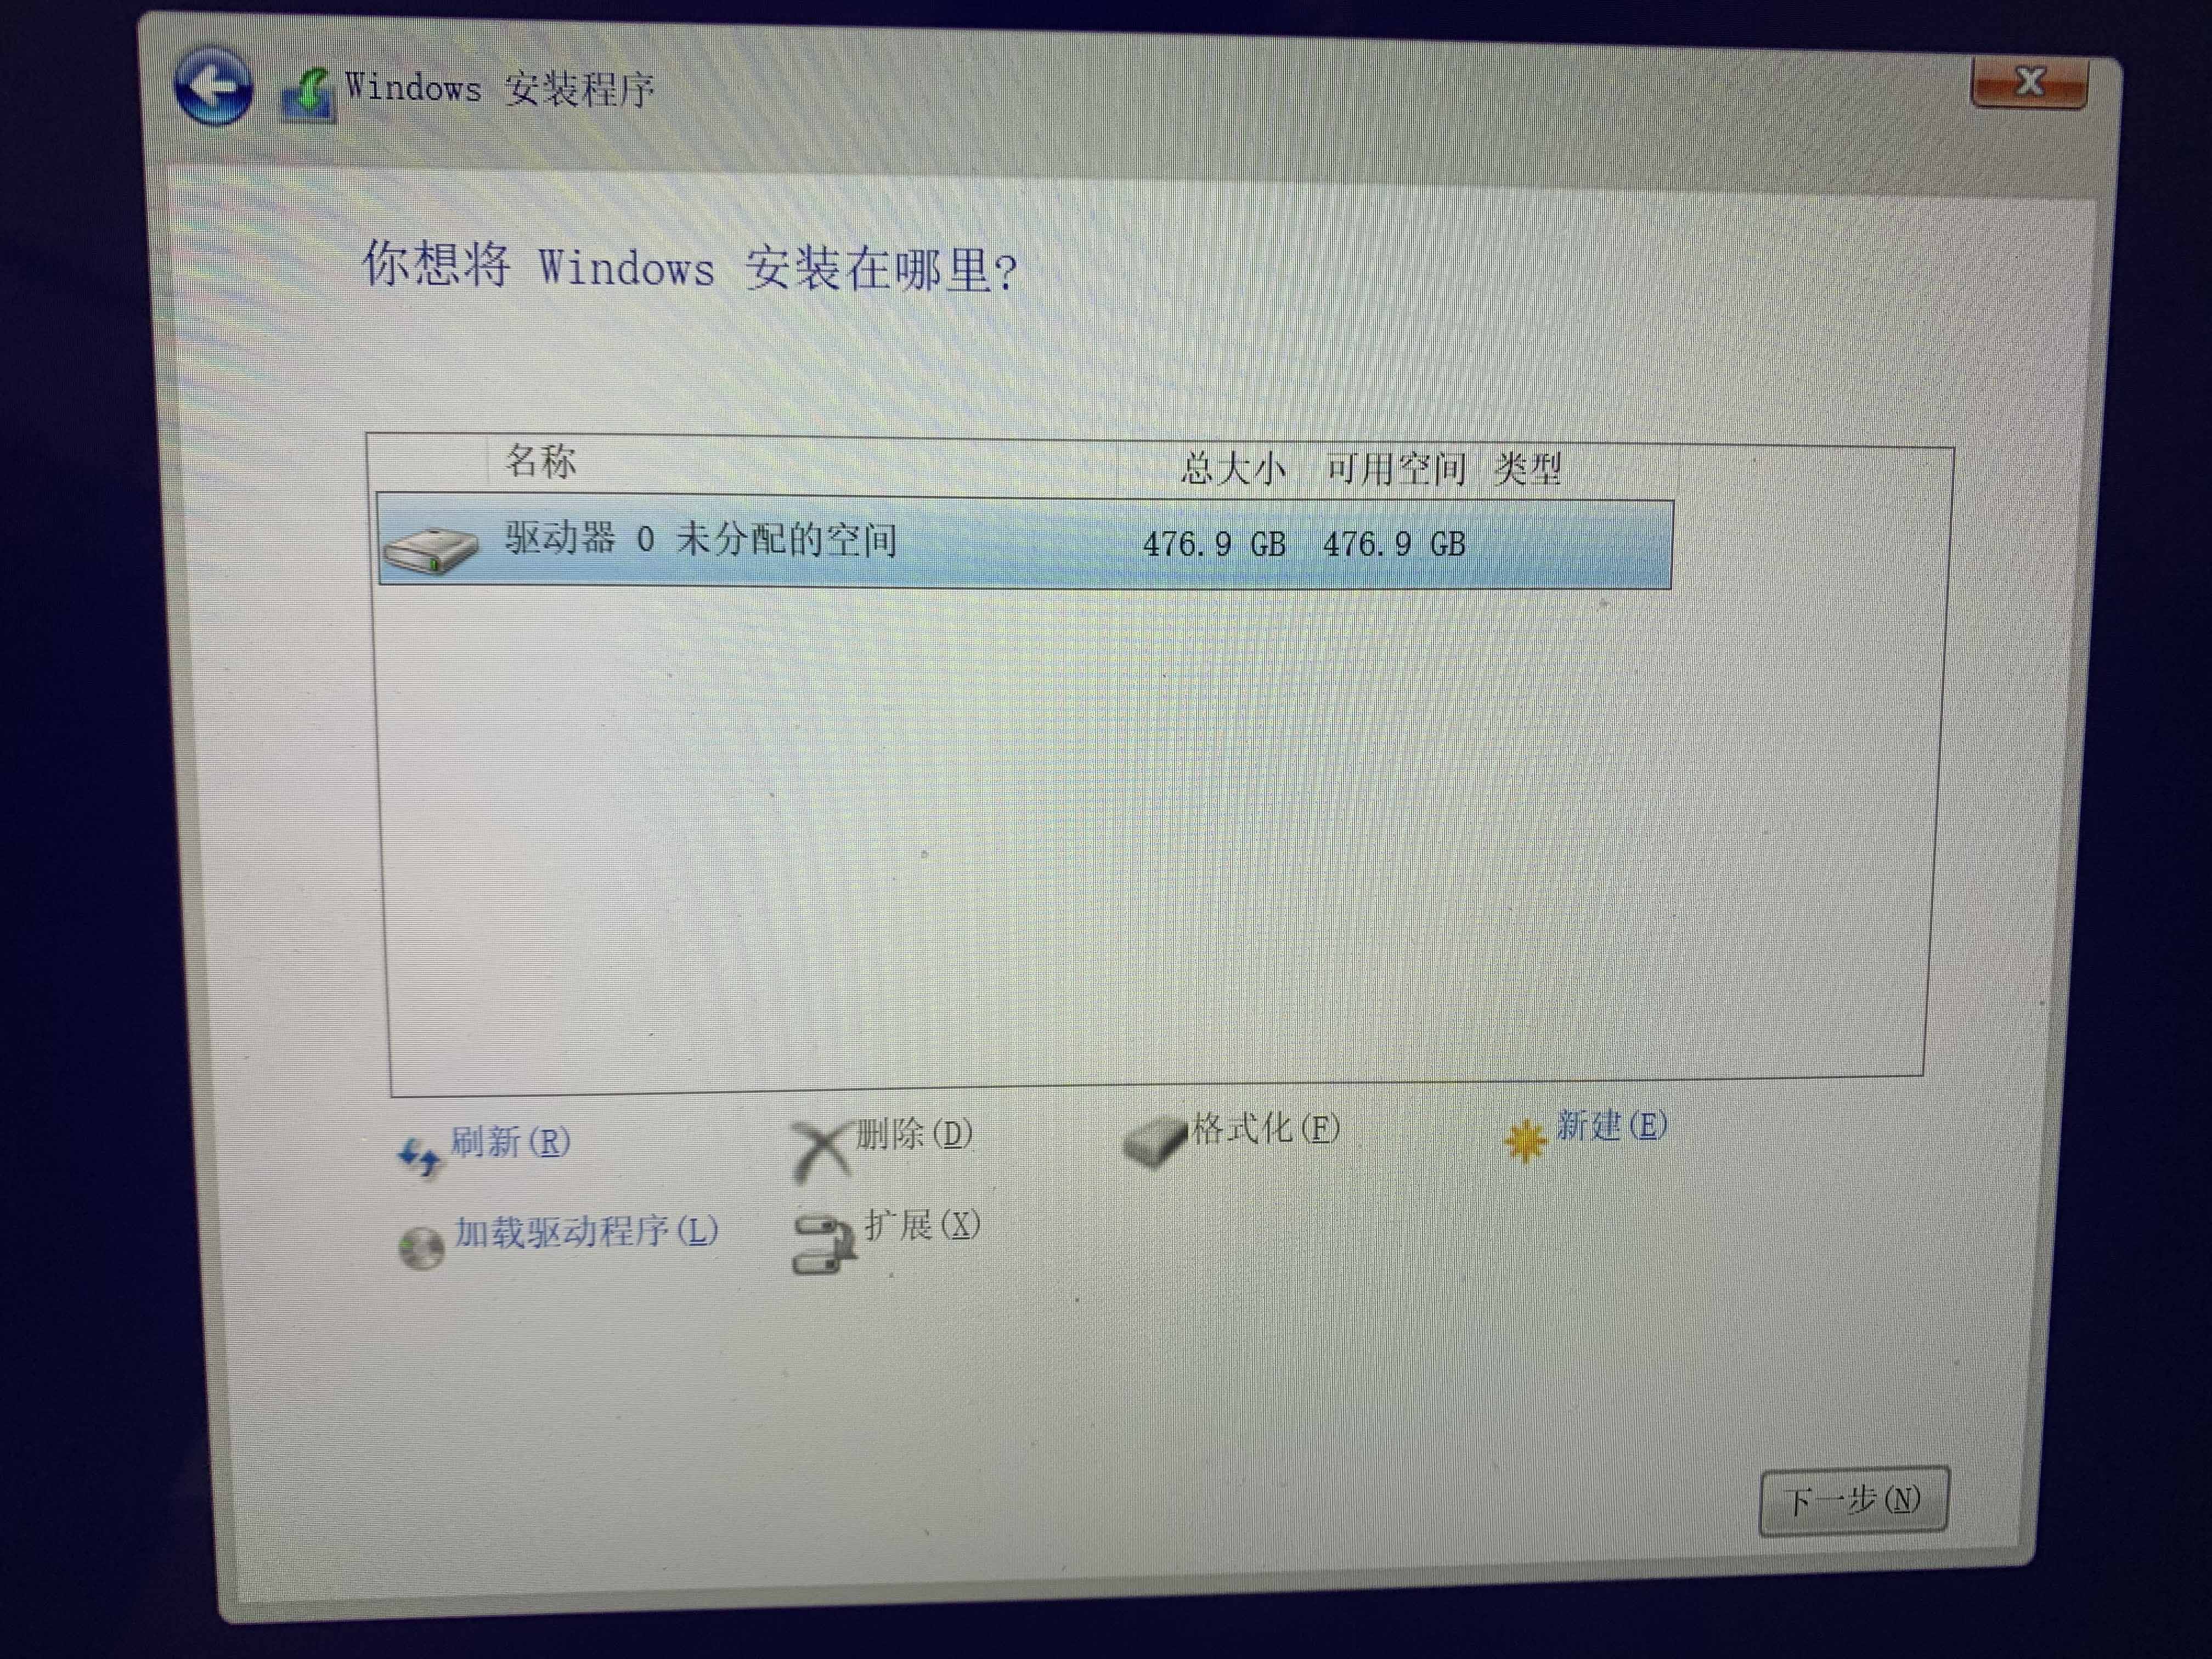 Windows 安装程序
你想将 Windows 安装在哪里?
名称 总大小 可用空间 类型
驱动器 0 未分配的空间 476.9 GB 476.9 GB
刷新(R) 删除(D) 格式化(F) 新建(E)
加载驱动程序(L) 扩展(X)
下一步(N)